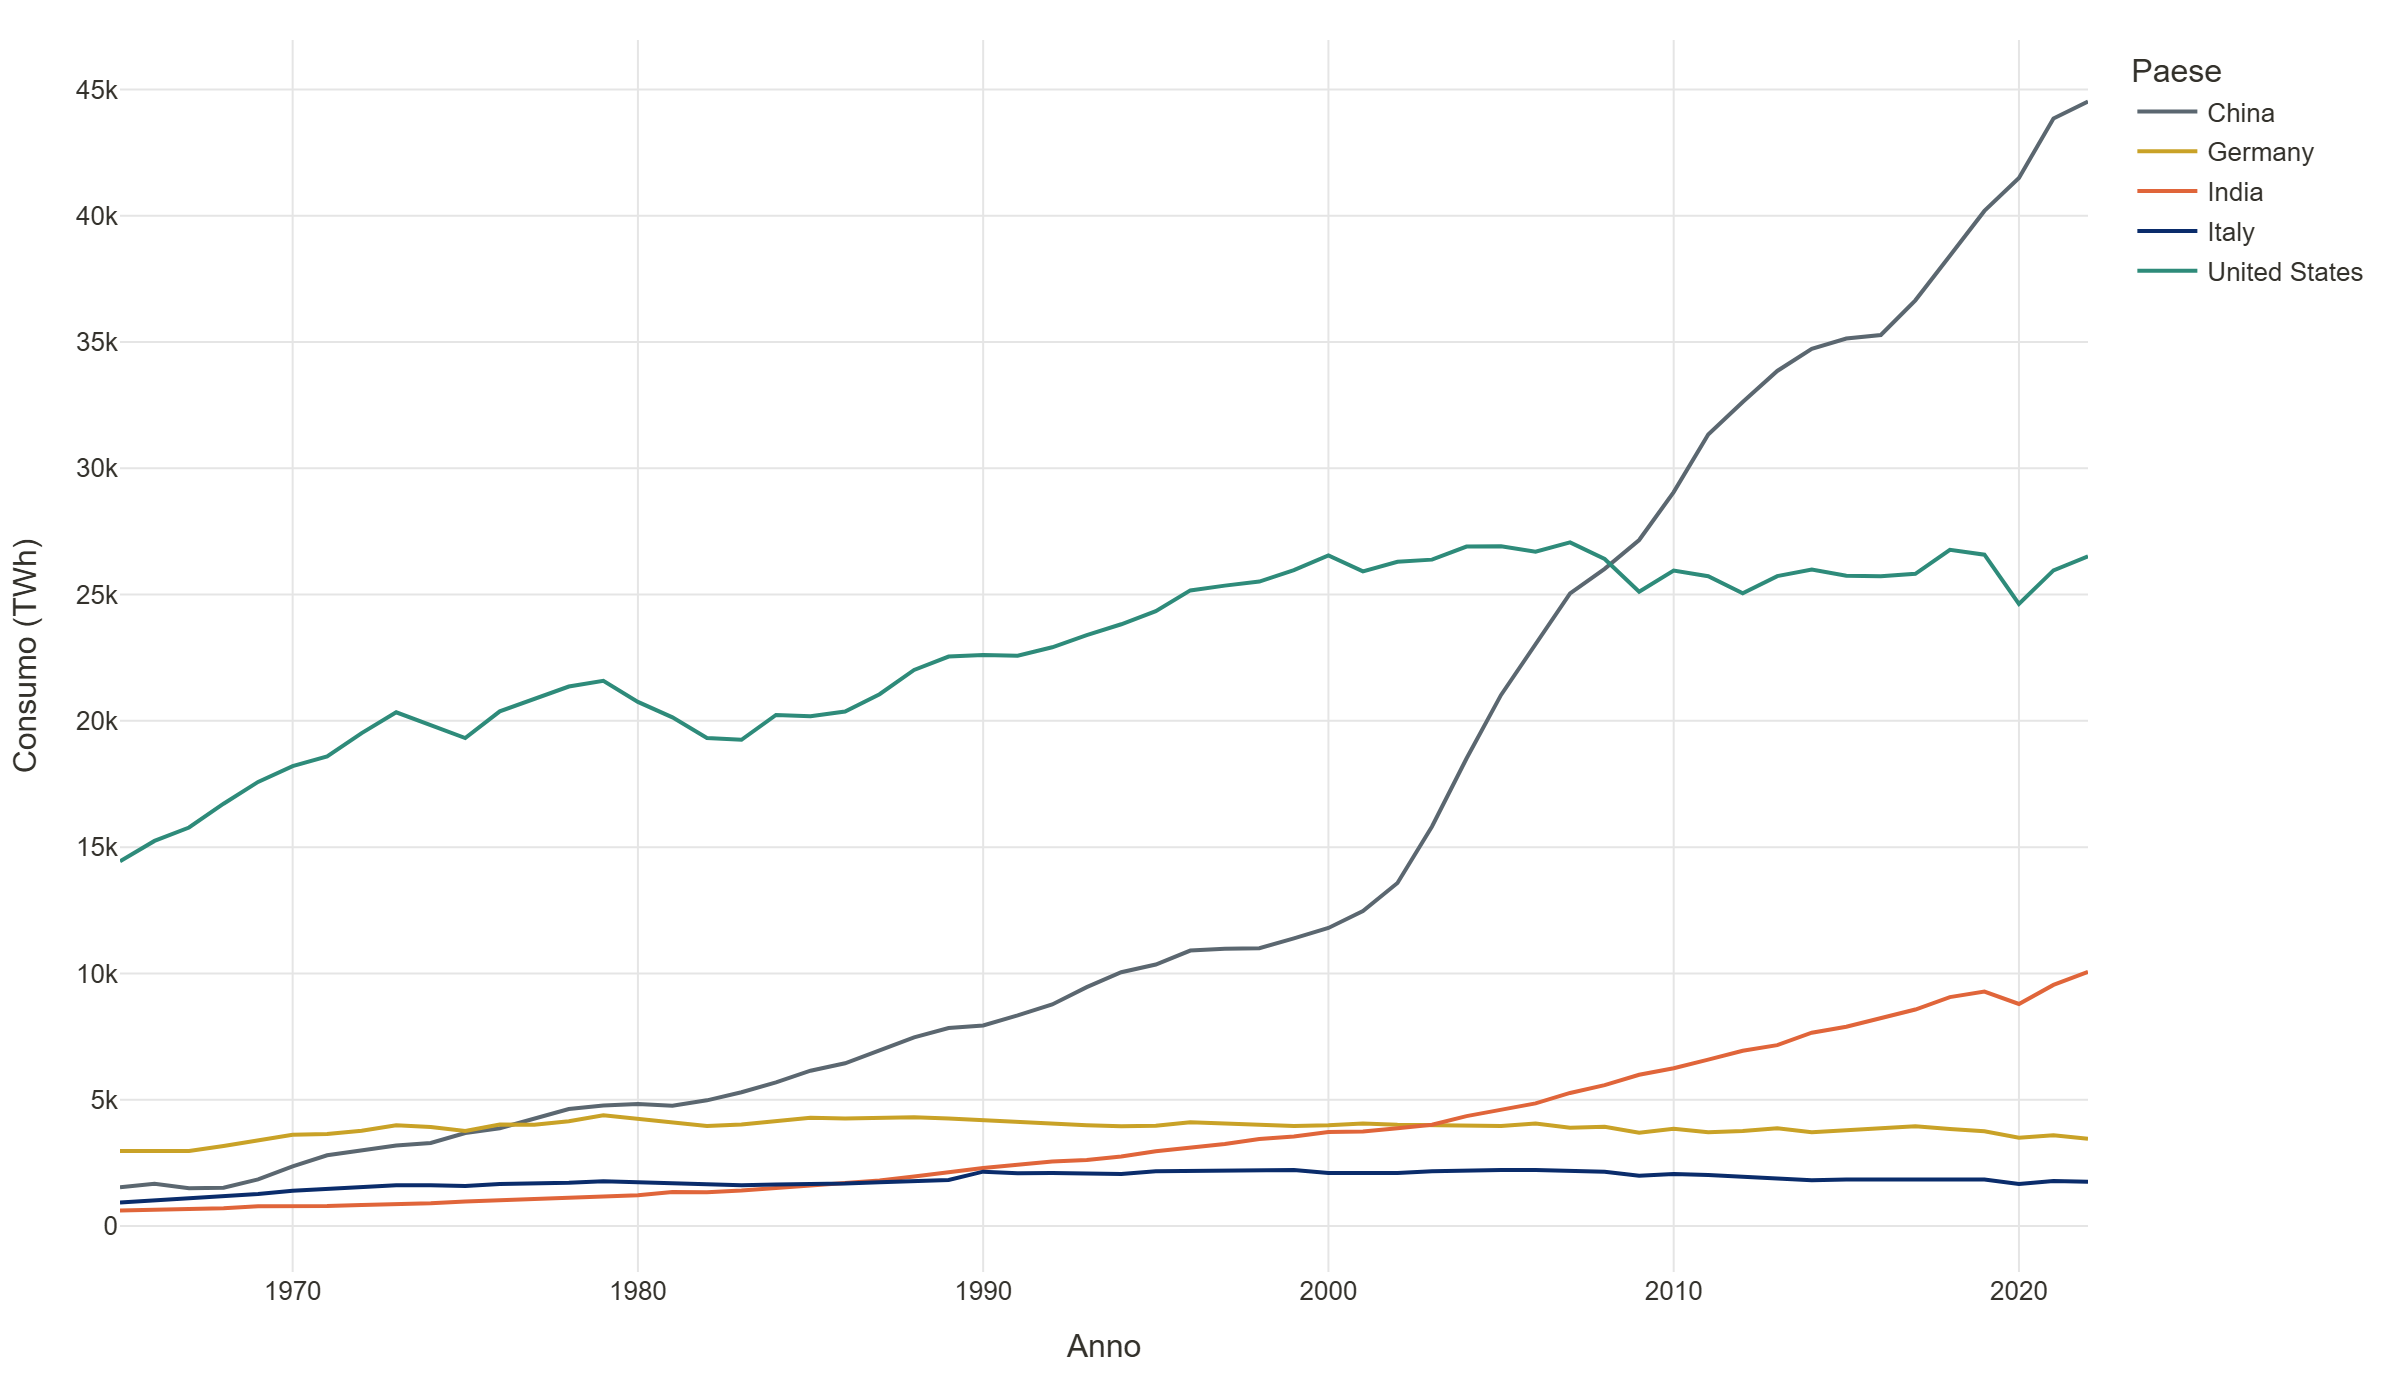 Consumo (TWh)
45k
40k
35k
30k
25k
20k
15k
10k
5k
0
1970
1980
1990
2000
2010
2020
Anno
Paese
China
Germany
India
Italy
United States